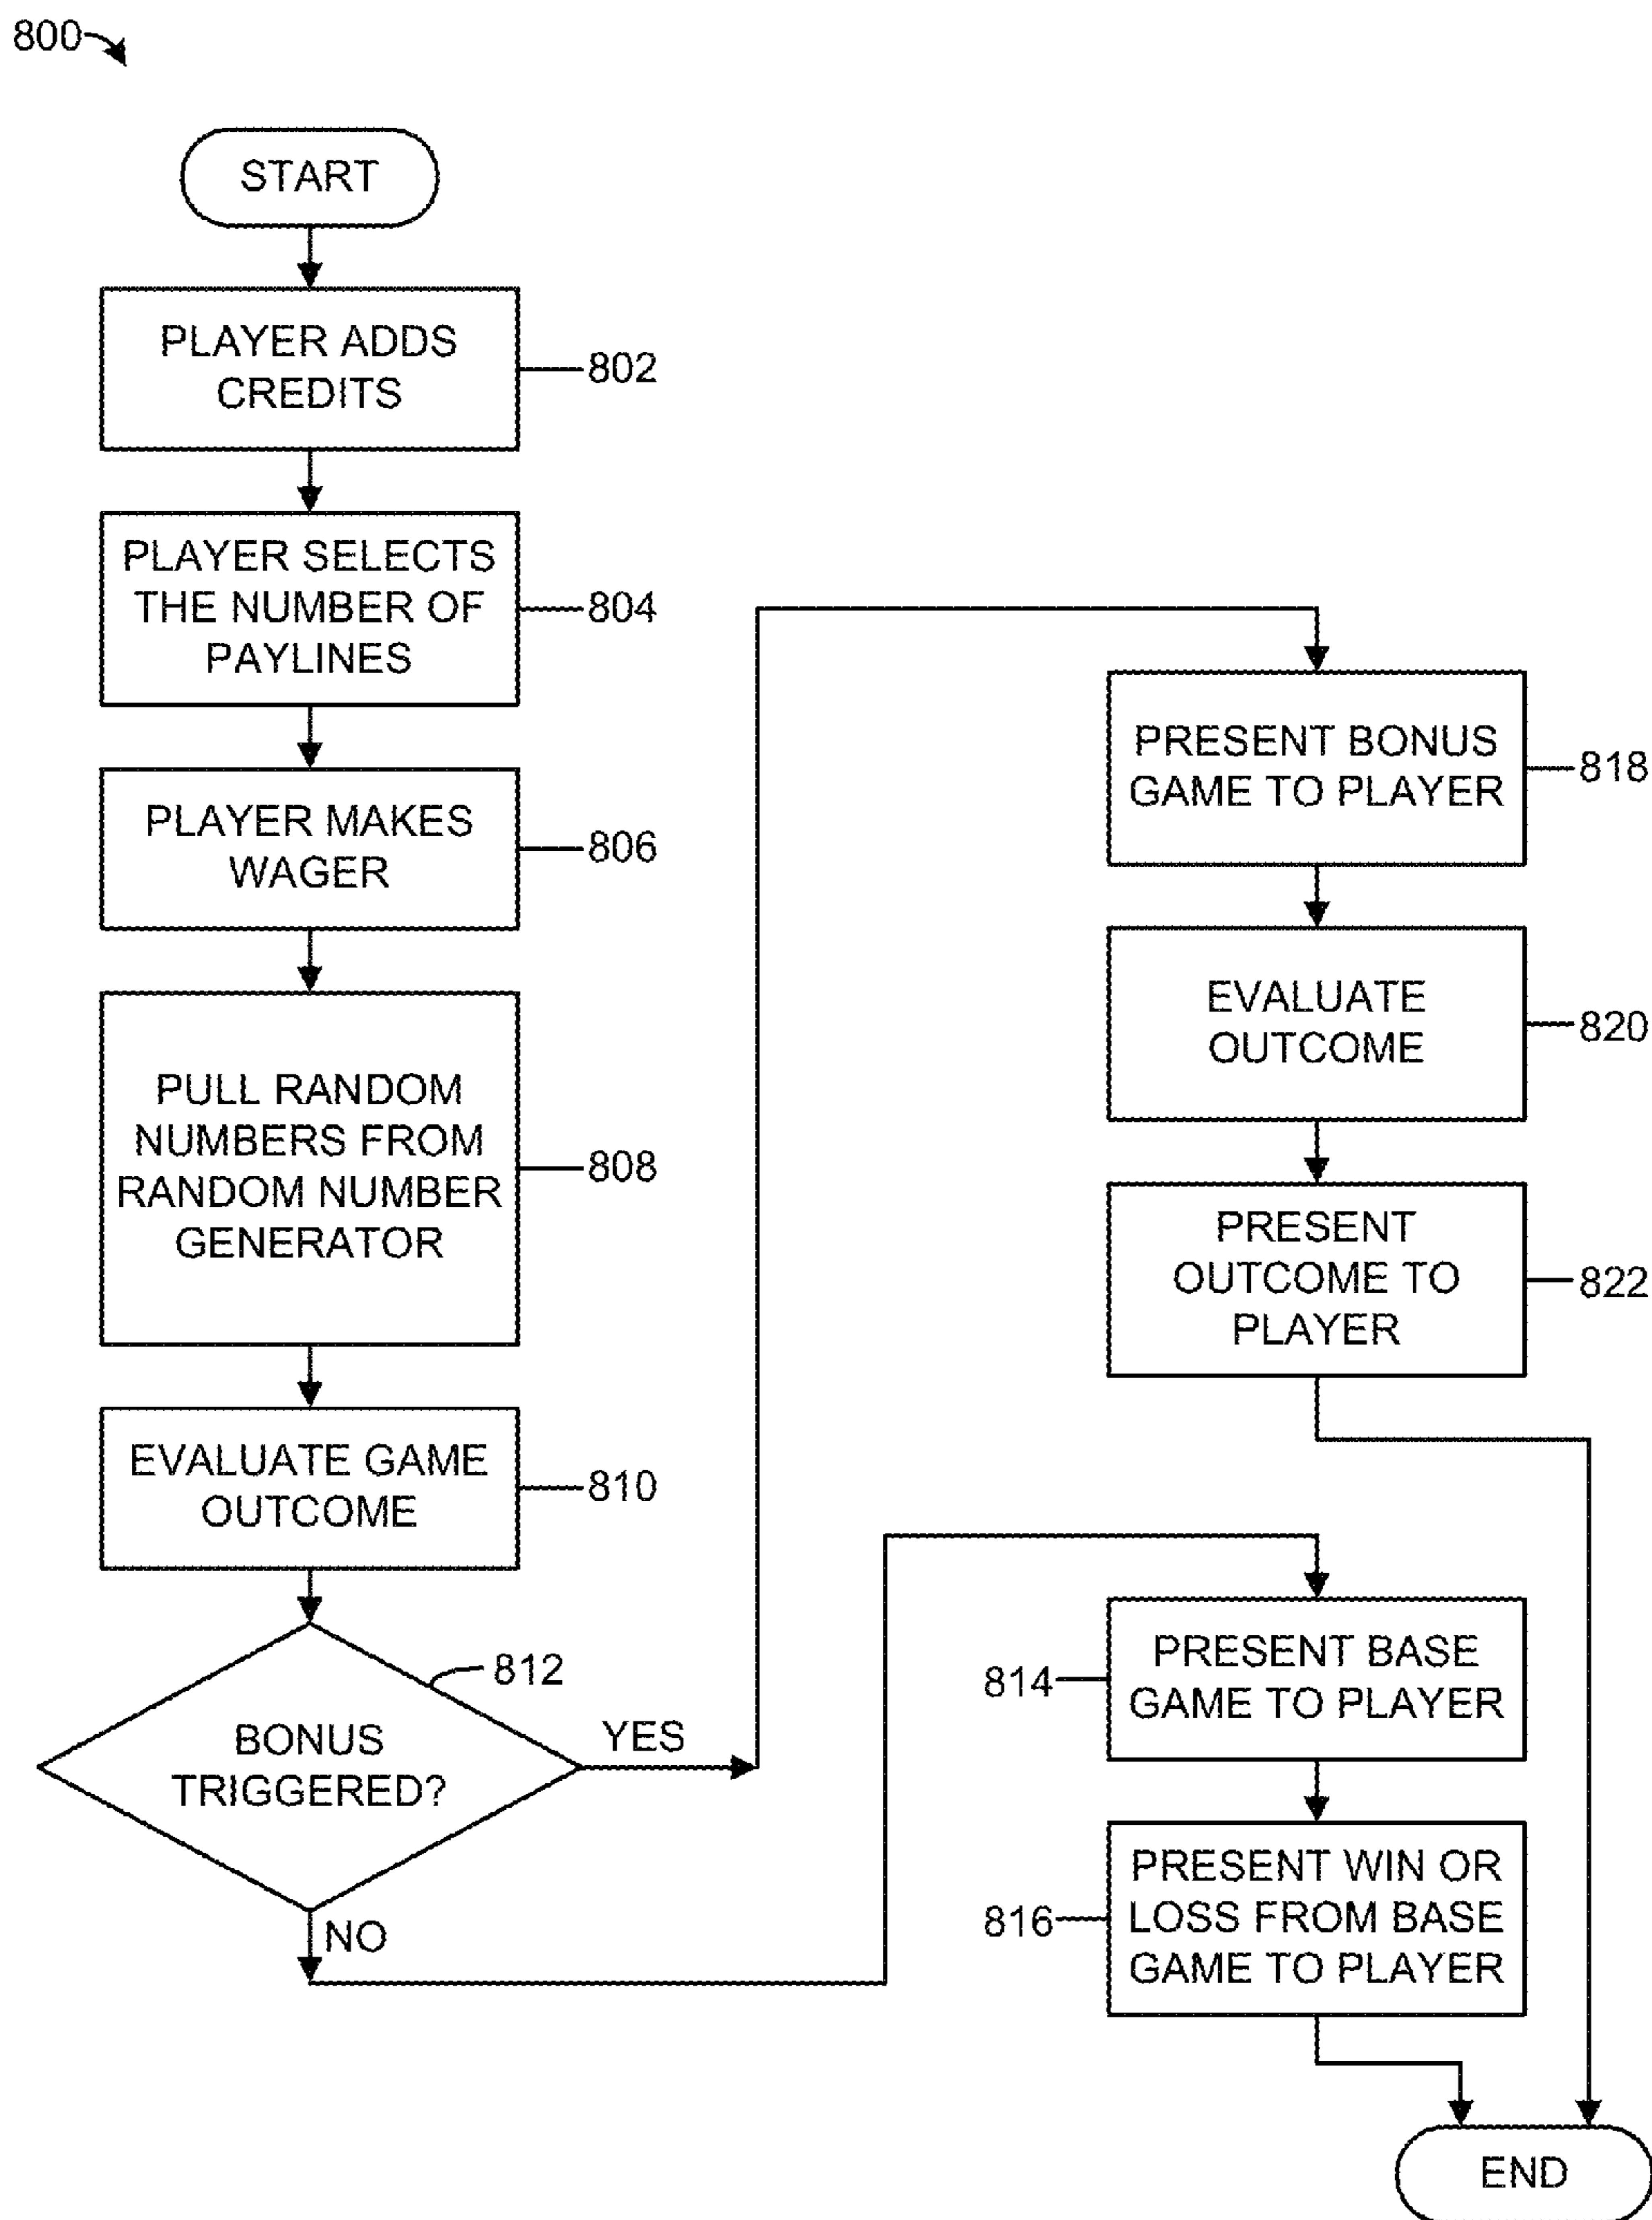 800
START
PLAYER ADDS
CREDITS
802
PLAYER SELECTS
THE NUMBER OF
PAYLINES
804
PLAYER MAKES
WAGER
806
PULL RANDOM
NUMBERS FROM
RANDOM NUMBER
GENERATOR
808
EVALUATE GAME
OUTCOME
810
812
BONUS
TRIGGERED?
YES
NO
PRESENT BONUS
GAME TO PLAYER
818
EVALUATE
OUTCOME
820
PRESENT
OUTCOME TO
PLAYER
822
814
PRESENT BASE
GAME TO PLAYER
816
PRESENT WIN OR
LOSS FROM BASE
GAME TO PLAYER
END